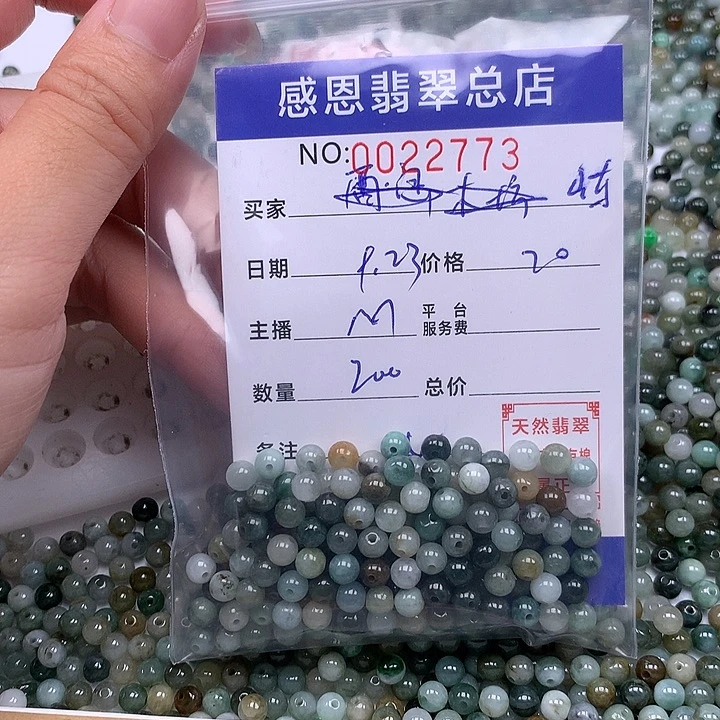 感恩翡翠总店
NO:0022773
买家
日期 9.23 价格 20
主播 M 平台服务费
数量 200 总价
备注
天然翡翠